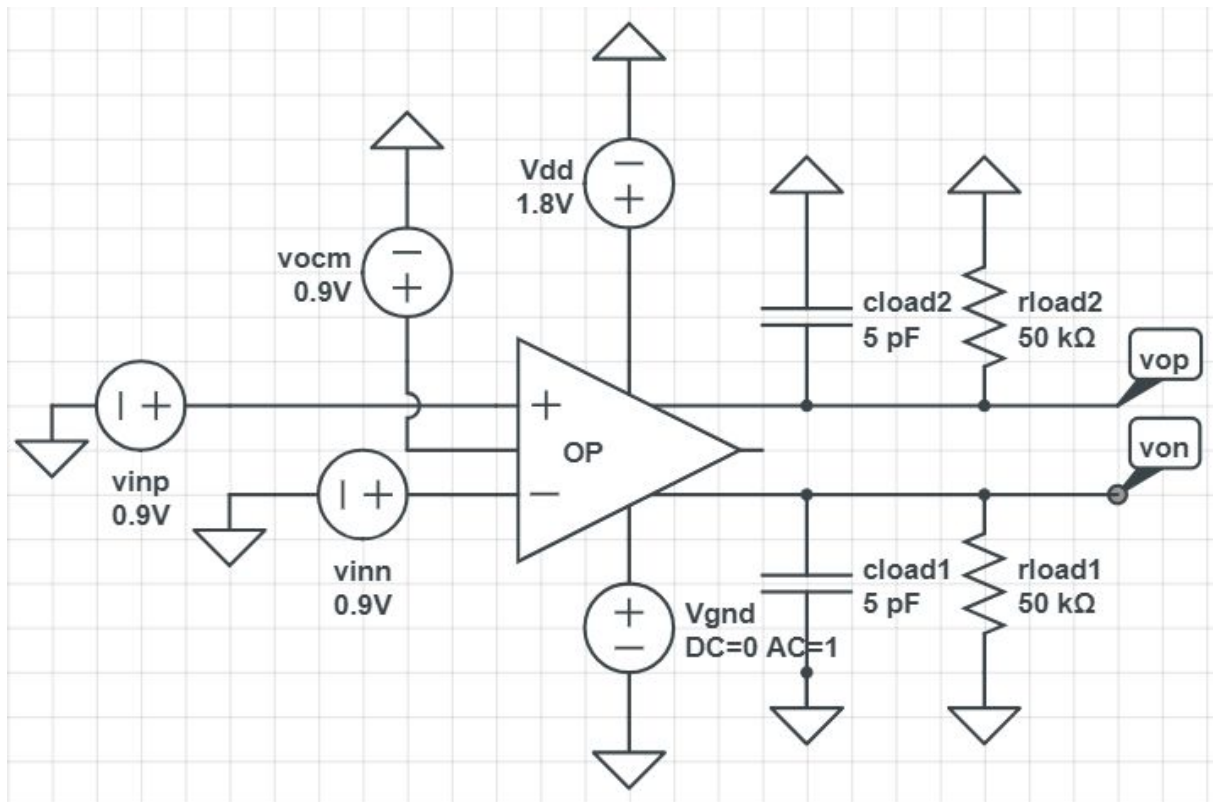 Vdd
1.8V
vocm
0.9V
cload2
5 pF
rload2
50 kΩ
vop
+
OP
−
von
vinp
0.9V
vinn
0.9V
cload1
5 pF
rload1
50 kΩ
Vgnd
DC=0 AC=1